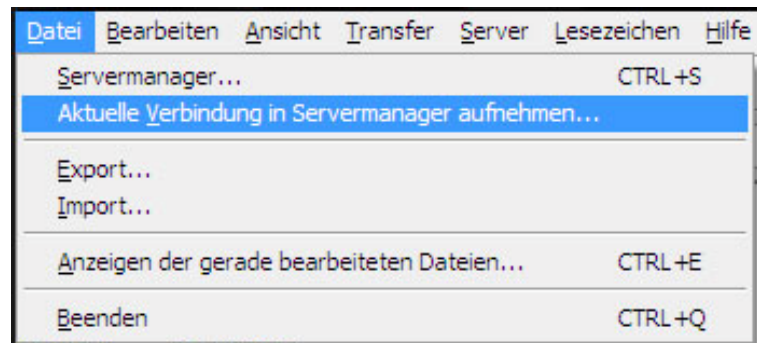 Datei Bearbeiten Ansicht Transfer Server Lesezeichen Hilfe
Servermanager... CTRL+S
Aktuelle Verbindung in Servermanager aufnehmen...
Export...
Import...
Anzeigen der gerade bearbeiteten Dateien... CTRL+E
Beenden CTRL+Q